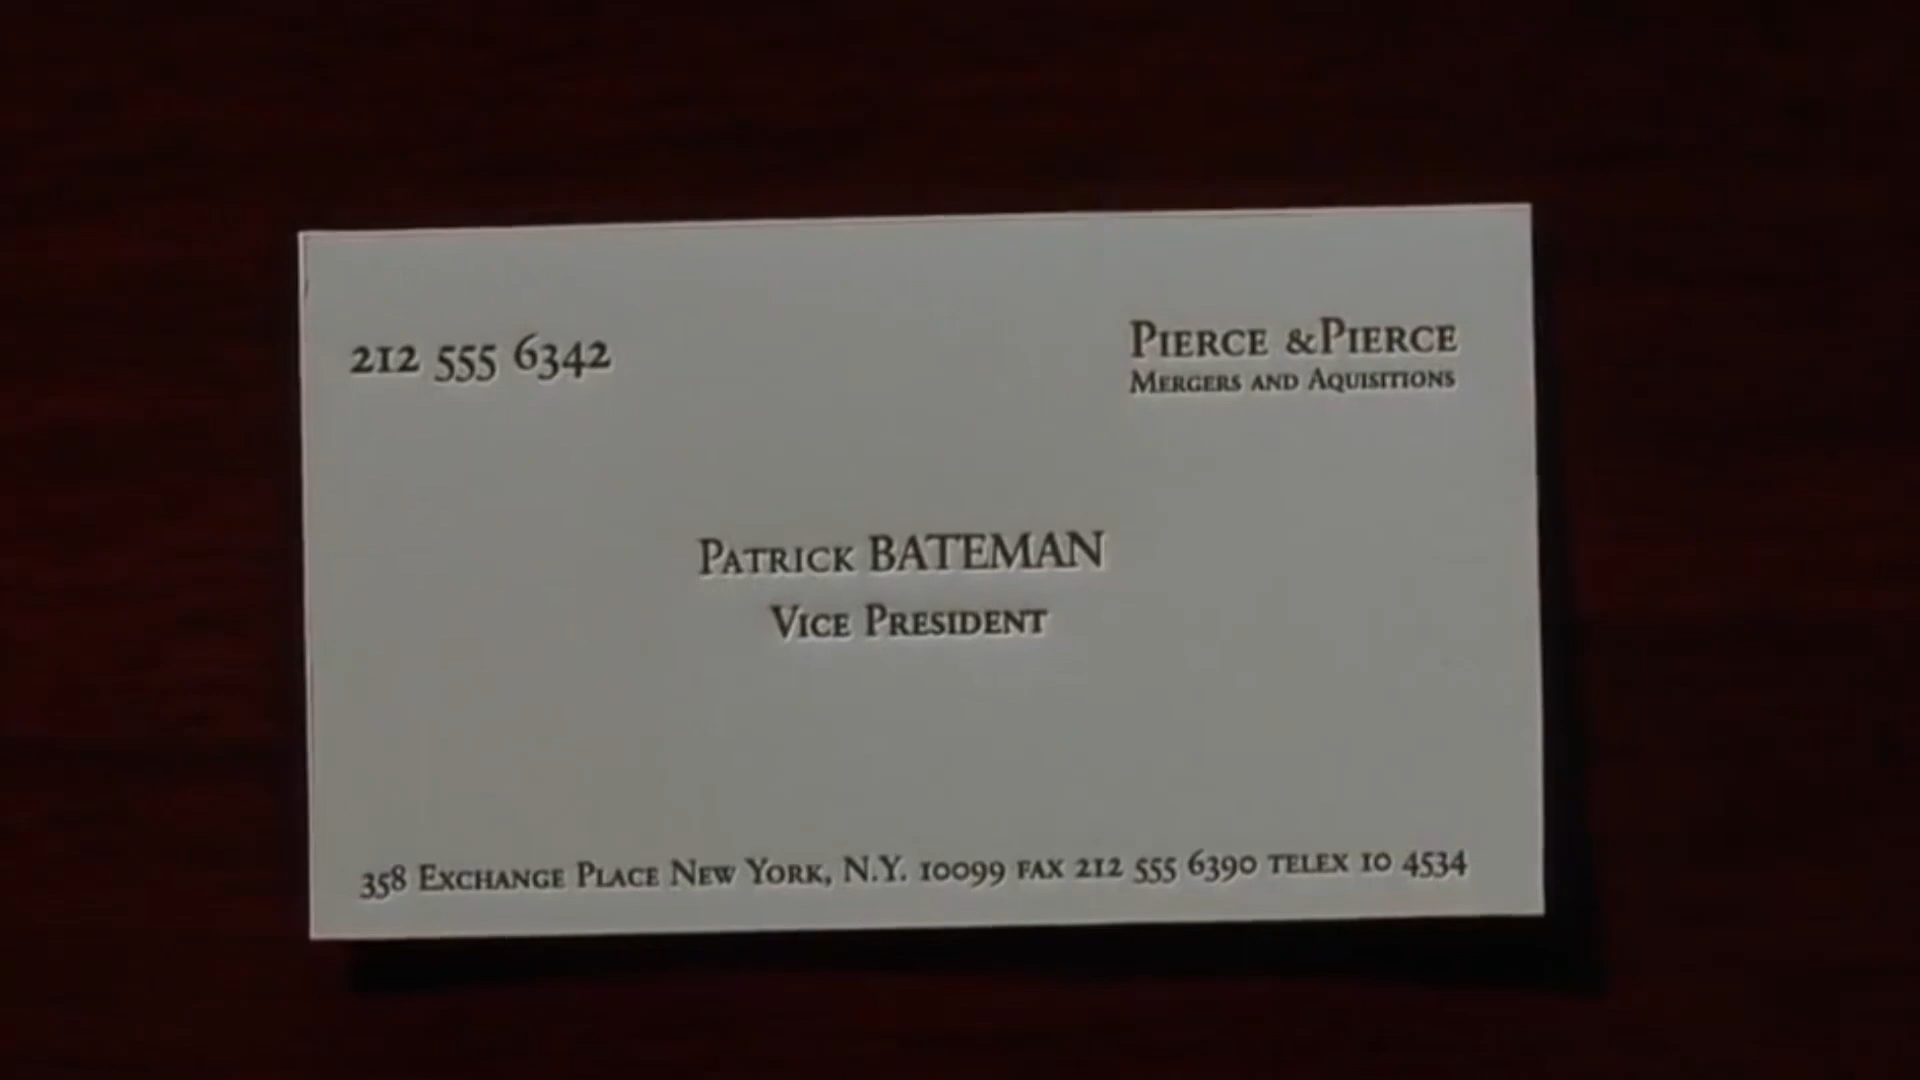 212 555 6342
PIERCE &PIERCE
MERGERS AND AQUISITIONS
PATRICK BATEMAN
VICE PRESIDENT
358 EXCHANGE PLACE NEW YORK, N.Y. 10099 FAX 212 555 6390 TELEX 10 4534